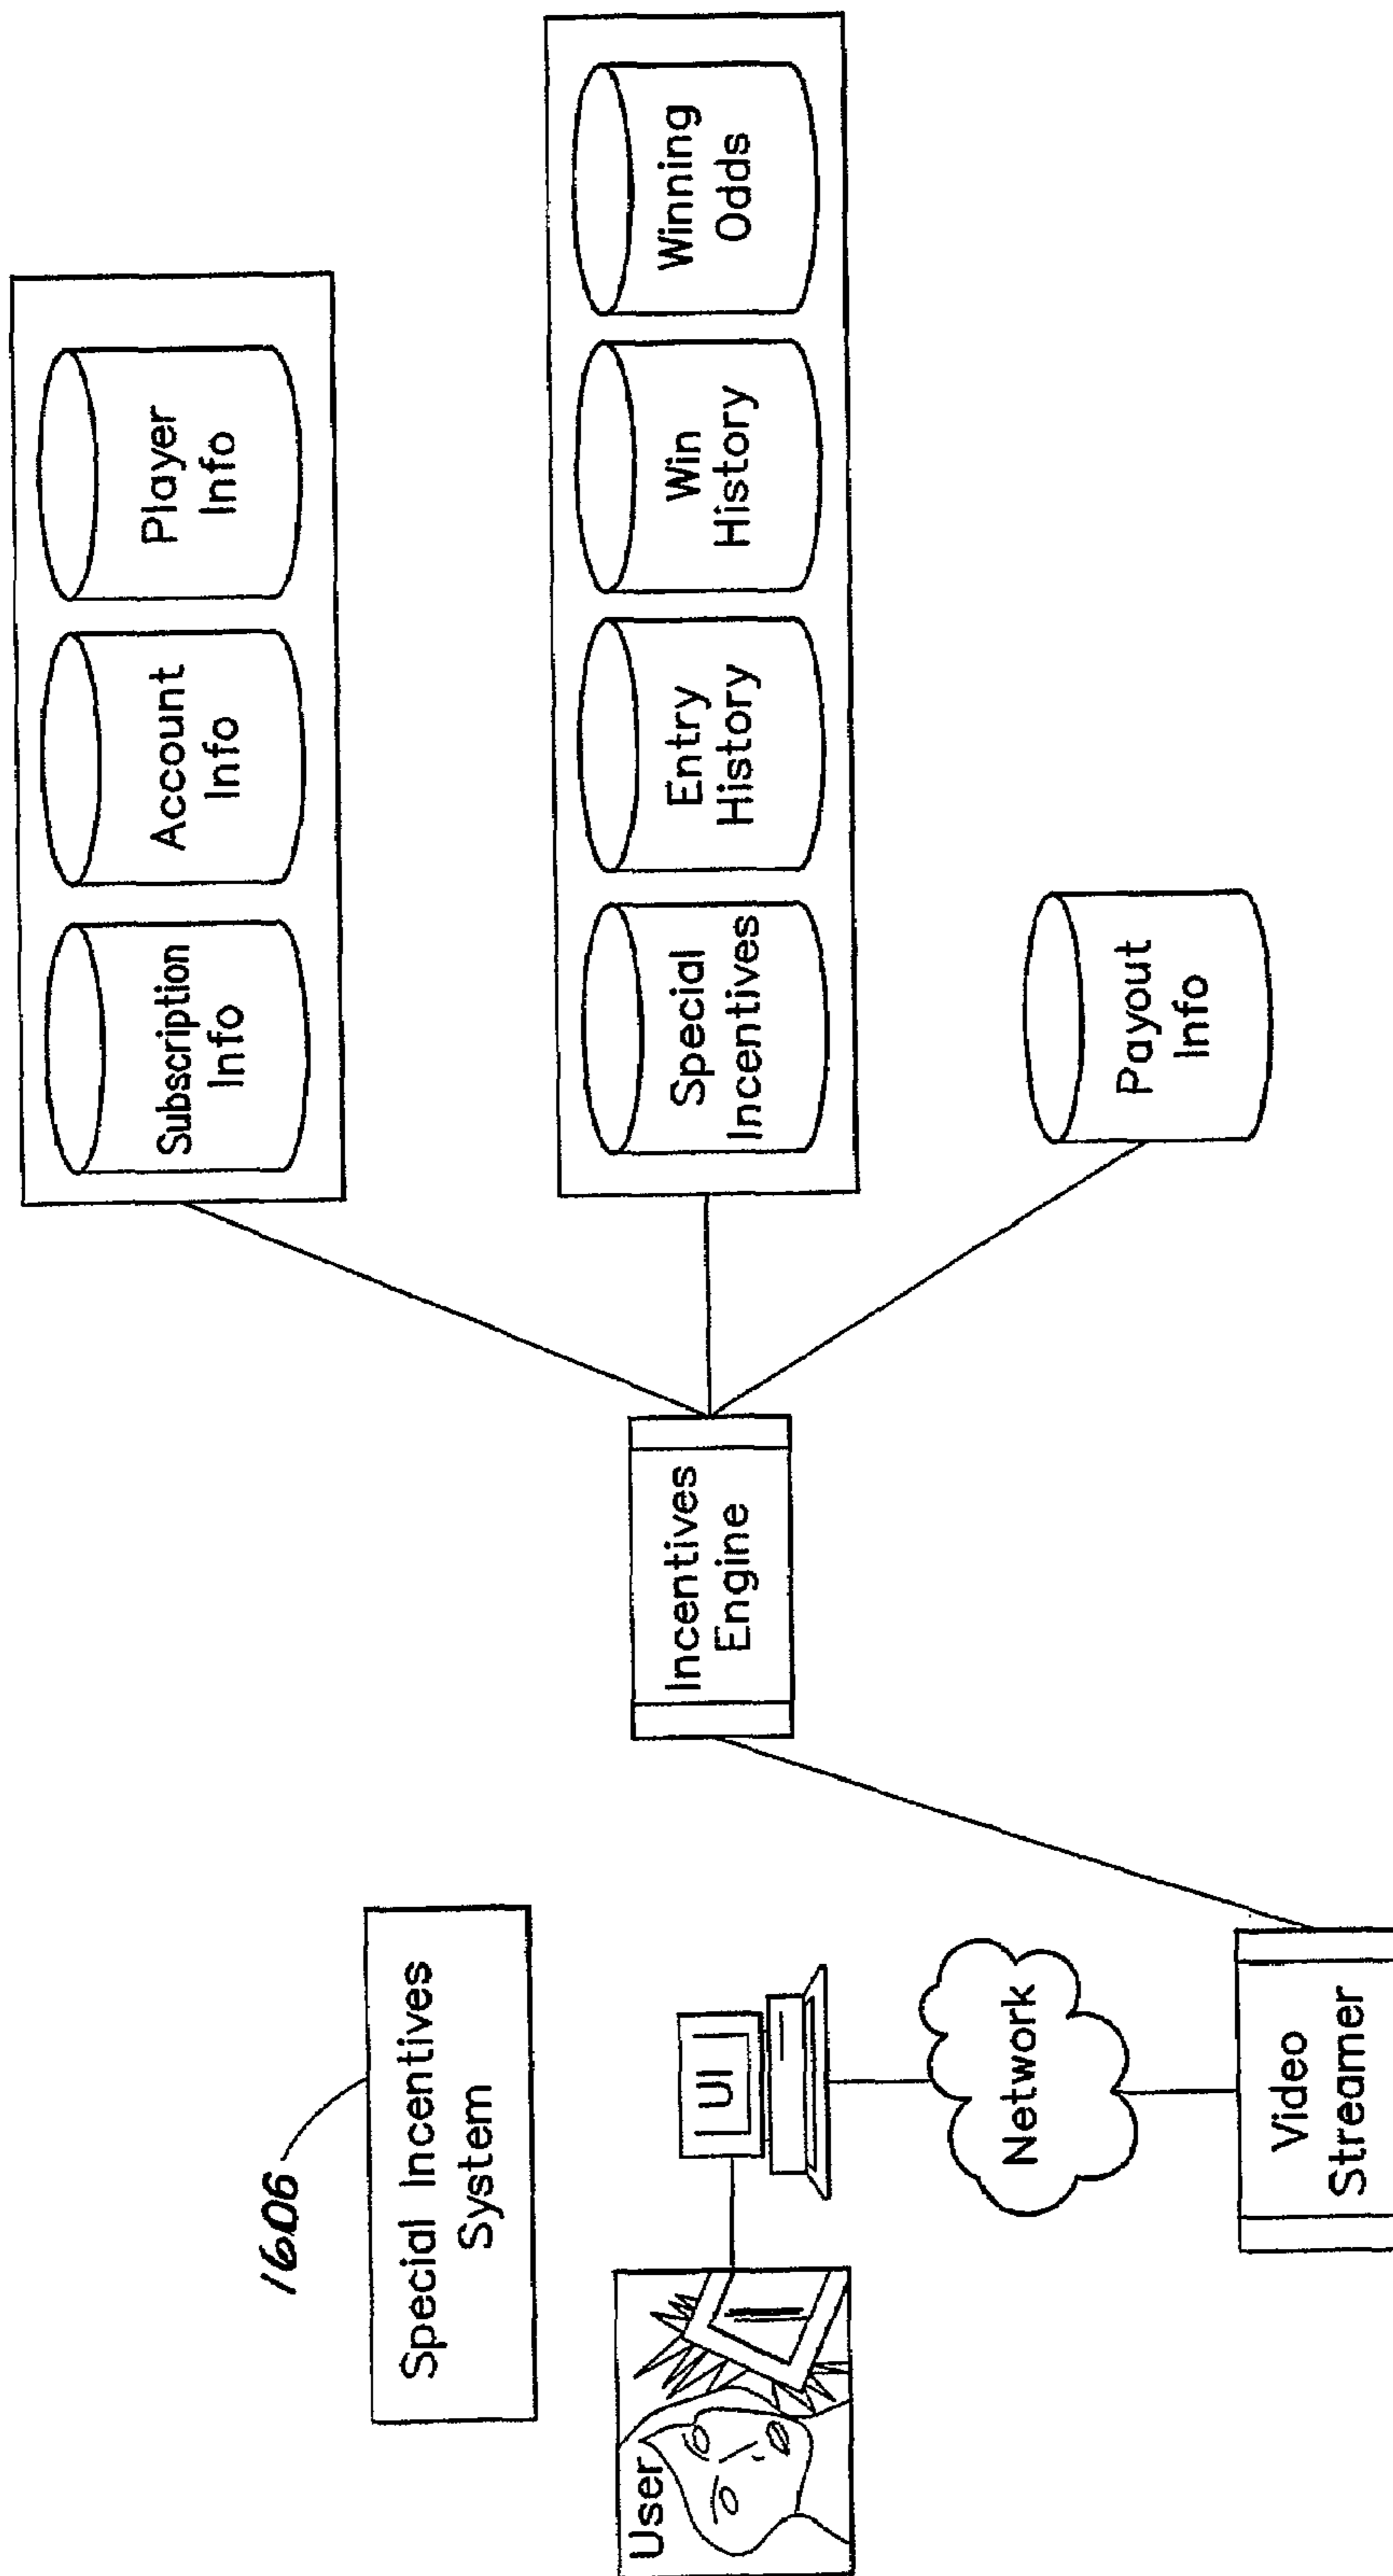 1606
Special Incentives
System
User
UI
Network
Video
Streamer
Incentives
Engine
Subscription
Info
Account
Info
Player
Info
Special
Incentives
Entry
History
Win
History
Winning
Odds
Payout
Info